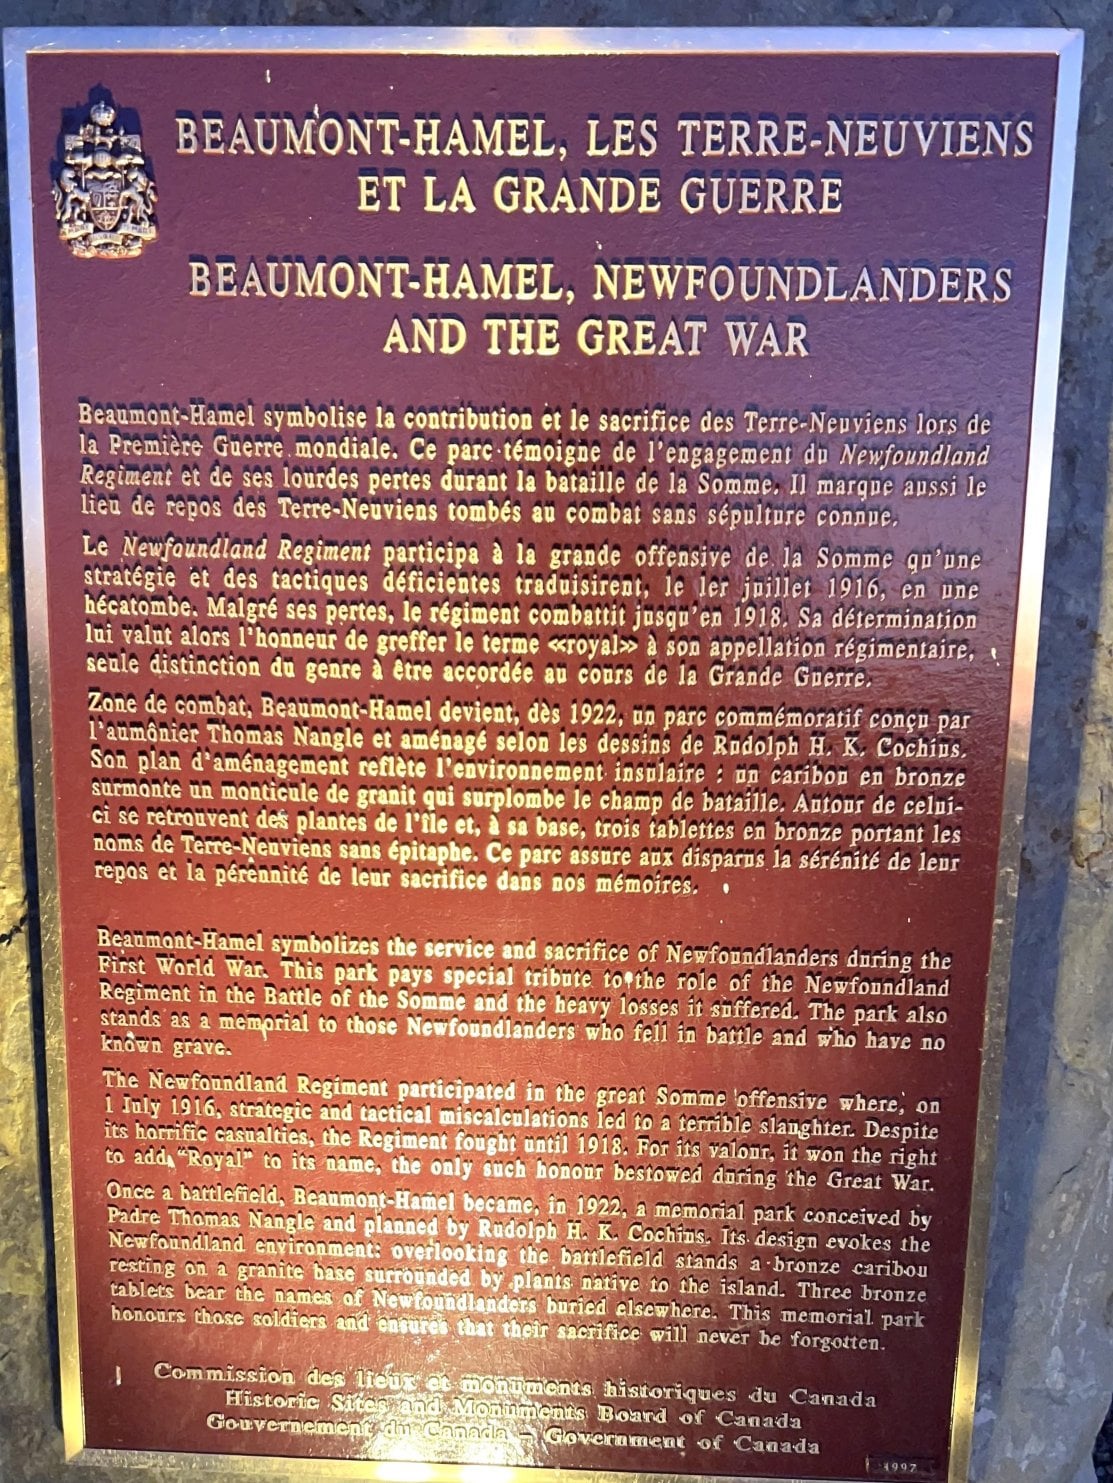 BEAUMONT-HAMEL, LES TERRE-NEUVIENS
ET LA GRANDE GUERRE
BEAUMONT-HAMEL, NEWFOUNDLANDERS
AND THE GREAT WAR
Beaumont-Hamel symbolise la contribution et le sacrifice des Terre-Neuviens lors de
la Première Guerre mondiale. Ce parc témoigne de l'engagement du Newfoundland
Regiment et de ses lourdes pertes durant la bataille de la Somme. Il marque aussi le
lieu de repos des Terre-Neuviens tombés au combat sans sépulture connue.
Le Newfoundland Regiment participa à la grande offensive de la Somme qu'une
stratégie et des tactiques déficientes traduisirent, le 1er juillet 1916, en une
hécatombe. Malgré ses pertes, le régiment combattit jusqu'en 1918. Sa détermination
lui valut alors l'honneur de greffer le terme «royal» à son appellation régimentaire,
seule distinction du genre à être accordée au cours de la Grande Guerre.
Zone de combat, Beaumont-Hamel devient, dès 1922, un parc commémoratif conçu par
l'aumônier Thomas Nangle et aménagé selon les dessins de Rudolph H. K. Cochius.
Son plan d'aménagement reflète l'environnement insulaire : un caribou en bronze
surmonte un monticule de granit qui surplombe le champ de bataille. Autour de celui-
ci se retrouvent des plantes de l'île et, à sa base, trois tablettes en bronze portant les
noms de Terre-Neuviens sans épitaphe. Ce parc assure aux disparus la sérénité de leur
repos et la pérennité de leur sacrifice dans nos mémoires.
Beaumont-Hamel symbolizes the service and sacrifice of Newfoundlanders during the
First World War. This park pays special tribute to the role of the Newfoundland
Regiment in the Battle of the Somme and the heavy losses it suffered. The park also
stands as a memorial to those Newfoundlanders who fell in battle and who have no
known grave.
The Newfoundland Regiment participated in the great Somme offensive where, on
1 July 1916, strategic and tactical miscalculations led to a terrible slaughter. Despite
its horrific casualties, the Regiment fought until 1918. For its valour, it won the right
to add "Royal" to its name, the only such honour bestowed during the Great War.
Once a battlefield, Beaumont-Hamel became, in 1922, a memorial park conceived by
Padre Thomas Nangle and planned by Rudolph H. K. Cochius. Its design evokes the
Newfoundland environment: overlooking the battlefield stands a bronze caribou
resting on a granite base surrounded by plants native to the island. Three bronze
tablets bear the names of Newfoundlanders buried elsewhere. This memorial park
honours those soldiers and ensures that their sacrifice will never be forgotten.
Commission des lieux et monuments historiques du Canada
Historic Sites and Monuments Board of Canada
Gouvernement du Canada – Government of Canada
1997